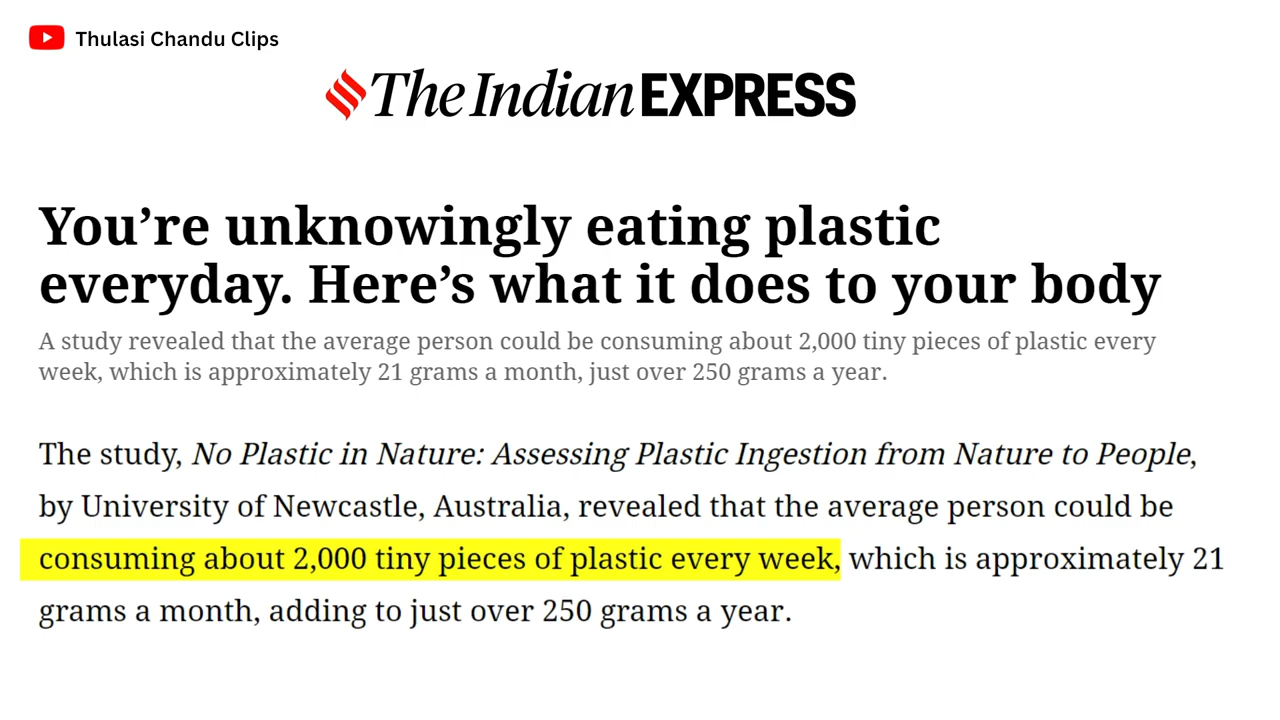 Thulasi Chandu Clips
The Indian EXPRESS
You’re unknowingly eating plastic
everyday. Here’s what it does to your body
A study revealed that the average person could be consuming about 2,000 tiny pieces of plastic every
week, which is approximately 21 grams a month, just over 250 grams a year.
The study, No Plastic in Nature: Assessing Plastic Ingestion from Nature to People,
by University of Newcastle, Australia, revealed that the average person could be
consuming about 2,000 tiny pieces of plastic every week, which is approximately 21
grams a month, adding to just over 250 grams a year.